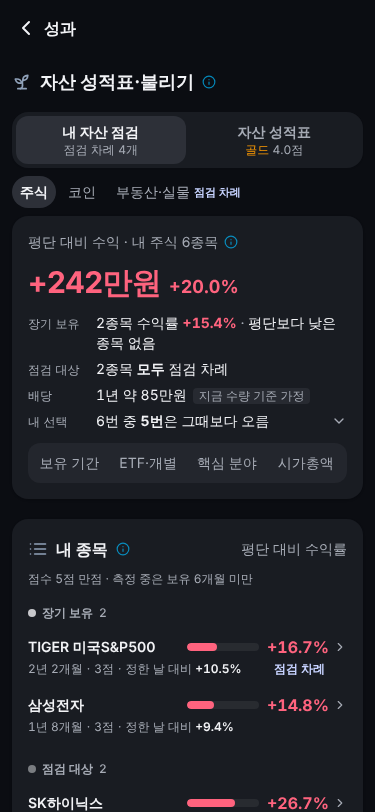 성과
자산 성적표·불리기
내 자산 점검
점검 차례 4개
자산 성적표
골드 4.0점
주식
코인
부동산·실물 점검 차례
평단 대비 수익 · 내 주식 6종목
+242만원 +20.0%
장기 보유 2종목 수익률 +15.4% · 평단보다 낮은
종목 없음
점검 대상 2종목 모두 점검 차례
배당 1년 약 85만원 지금 수량 기준 가정
내 선택 6번 중 5번은 그때보다 오름
보유 기간 ETF·개별 핵심 분야 시가총액
내 종목 평단 대비 수익률
점수 5점 만점 · 측정 중은 보유 6개월 미만
장기 보유 2
TIGER 미국S&P500 +16.7%
2년 2개월 · 3점 · 정한 날 대비 +10.5% 점검 차례
삼성전자 +14.8%
1년 8개월 · 3점 · 정한 날 대비 +9.4%
점검 대상 2
SK하이닉스 +26.7%